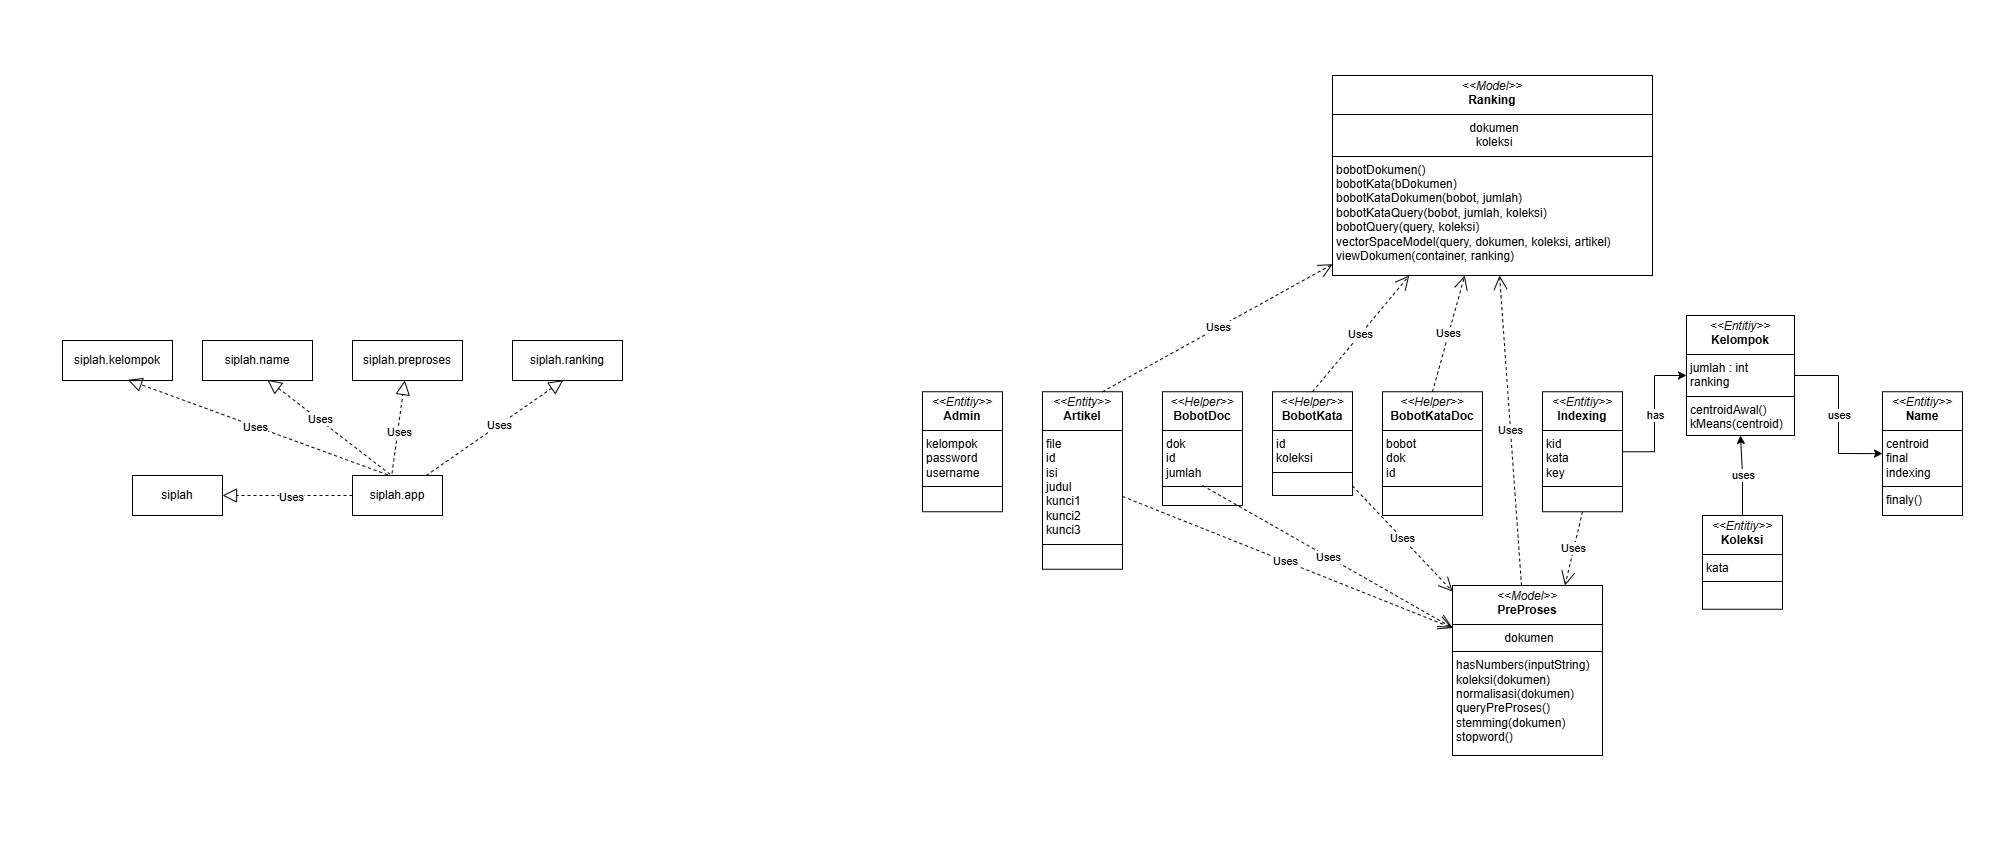 <<Model>>
Ranking
dokumen
koleksi
bobotDokumen()
bobotKata(bDokumen)
bobotKataDokumen(bobot, jumlah)
bobotKataQuery(bobot, jumlah, koleksi)
bobotQuery(query, koleksi)
vectorSpaceModel(query, dokumen, koleksi, artikel)
viewDokumen(container, ranking)
siplah.kelompok
siplah.name
siplah.preproses
siplah.ranking
Uses
Uses
Uses
Uses
siplah
Uses
siplah.app
Uses
Uses
Uses
Uses
<<Entitiy>>
Admin
kelompok
password
username
<<Entity>>
Artikel
file
id
isi
judul
kunci1
kunci2
kunci3
<<Helper>>
BobotDoc
dok
id
jumlah
<<Helper>>
BobotKata
id
koleksi
<<Helper>>
BobotKataDoc
bobot
dok
id
<<Entitiy>>
Indexing
kid
kata
key
has
<<Entitiy>>
Kelompok
jumlah : int
ranking
centroidAwal()
kMeans(centroid)
uses
<<Entitiy>>
Name
centroid
final
indexing
finaly()
uses
<<Entitiy>>
Koleksi
kata
Uses
Uses
Uses
Uses
<<Model>>
PreProses
dokumen
hasNumbers(inputString)
koleksi(dokumen)
normalisasi(dokumen)
queryPreProses()
stemming(dokumen)
stopword()